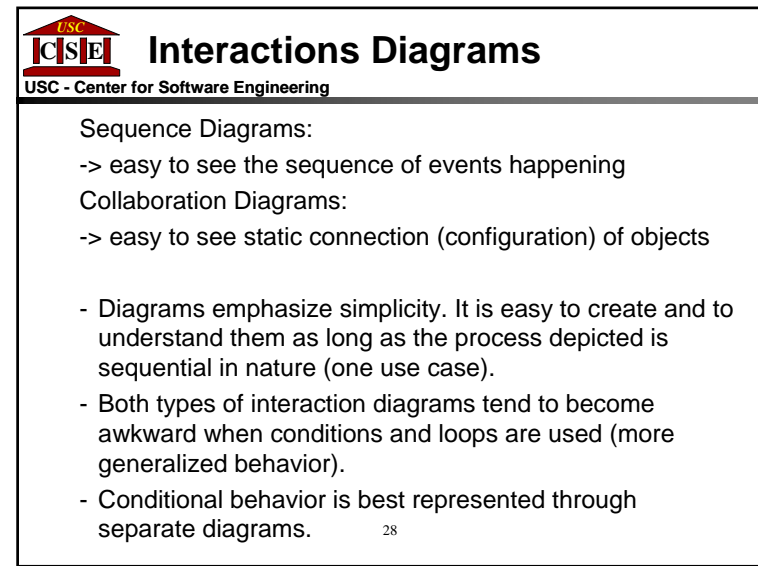 USC
C S E
Interactions Diagrams
USC - Center for Software Engineering
Sequence Diagrams:
-> easy to see the sequence of events happening
Collaboration Diagrams:
-> easy to see static connection (configuration) of objects
- Diagrams emphasize simplicity. It is easy to create and to
understand them as long as the process depicted is
sequential in nature (one use case).
- Both types of interaction diagrams tend to become
awkward when conditions and loops are used (more
generalized behavior).
- Conditional behavior is best represented through
separate diagrams.
28